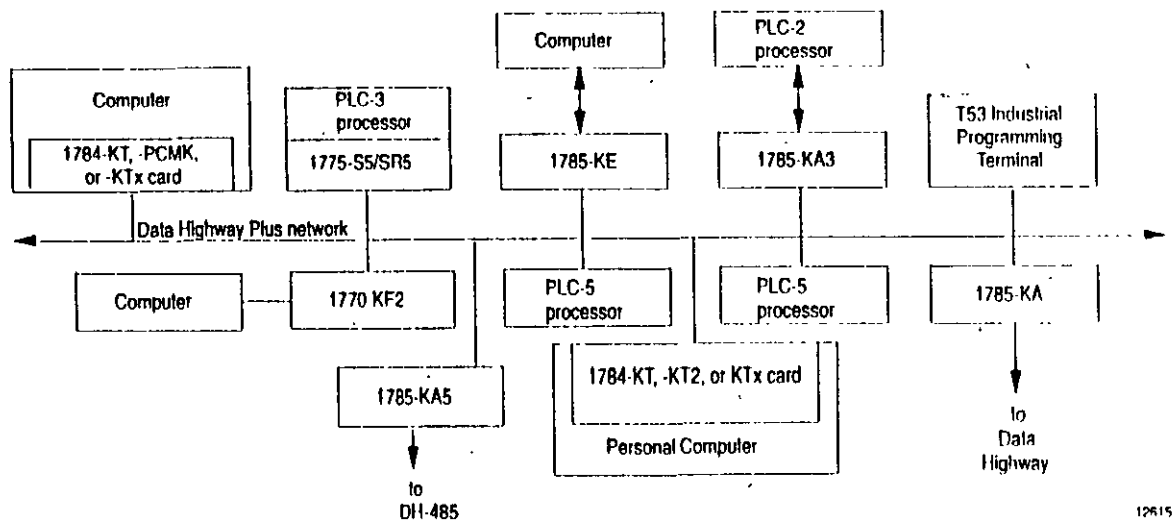 Computer
1784-KT, -PCMK,
or -KTx card
PLC-3
processor
1775-S5/SR5
Computer
1785-KE
PLC-2
processor
1785-KA3
T53 Industrial
Programming
Terminal
Data Highway Plus network
Computer
1770 KF2
PLC-5
processor
PLC-5
processor
1785-KA
1785-KA5
1784-KT, -KT2, or KTx card
Personal Computer
to
DH-485
to
Data
Highway
12615